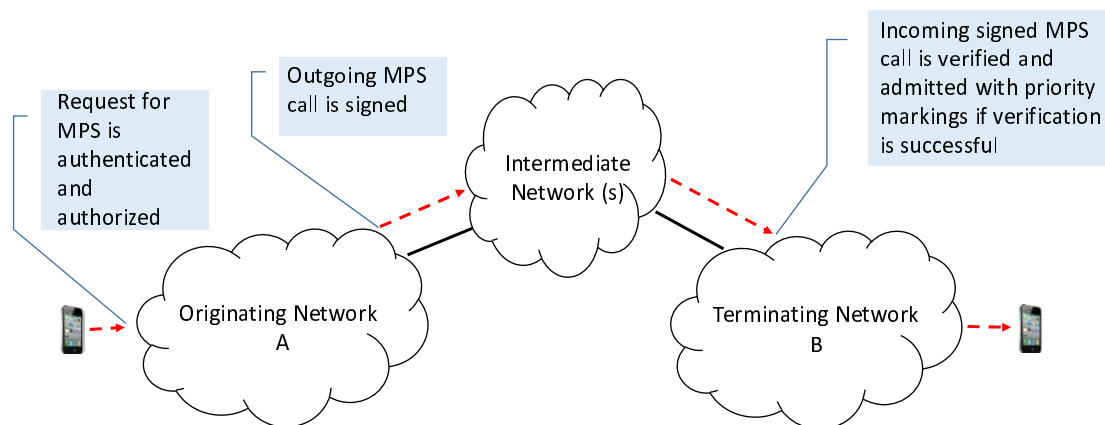 Request for
MPS is
authenticated
and
authorized
Outgoing MPS
call is signed
Incoming signed MPS
call is verified and
admitted with priority
markings if verification
is successful
Intermediate
Network (s)
Originating Network
A
Terminating Network
B